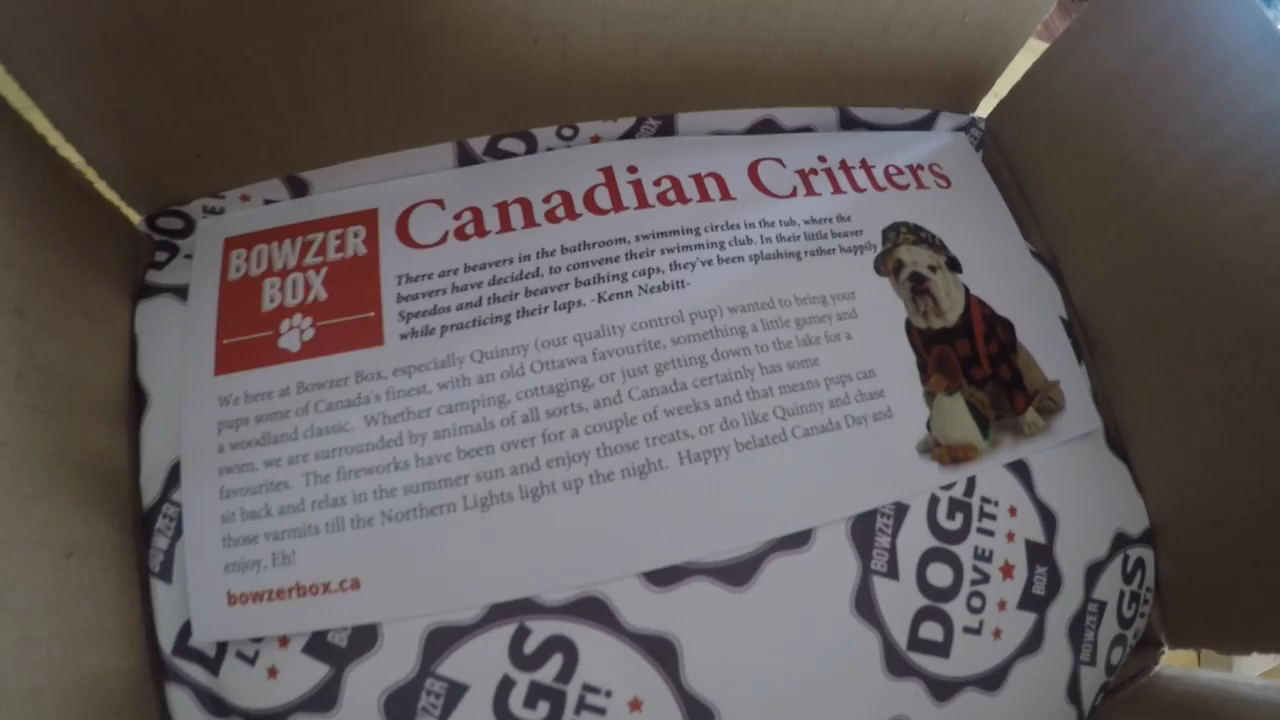 Canadian Critters
BOWZER
BOX
There are beavers in the bathroom, swimming circles in the tub, where the
beavers have decided, to convene their swimming club. In their little beaver
Speedos and their beaver bathing caps, they've been splashing rather happily
while practicing their laps. -Kenn Nesbitt-
We here at Bowzer Box, especially Quinny (our quality control pup) wanted to bring your
pups some of Canada's finest, with an old Ottawa favourite, something a little gamey and
a woodland classic. Whether camping, cottaging, or just getting down to the lake for a
swim, we are surrounded by animals of all sorts, and Canada certainly has some
favourites. The fireworks have been over for a couple of weeks and that means pups can
sit back and relax in the summer sun and enjoy those treats, or do like Quinny and chase
those varmits till the Northern Lights light up the night. Happy belated Canada Day and
enjoy, Eh!
bowzerbox.ca
BOWZER
DOGS
LOVE IT!
BOX
BOWZER
OGS